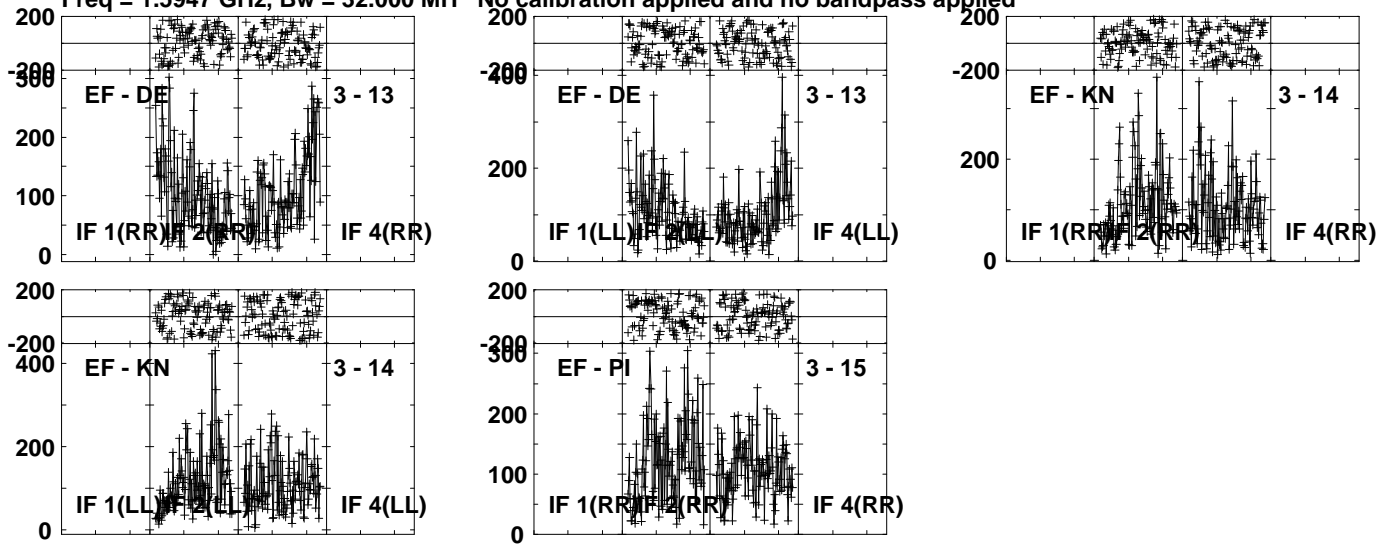 Freq = 1.5947 GHz, Bw = 32.000 MH No calibration applied and no bandpass applied
200
-200
300
200
100
0
EF - DE
3 - 13
IF 1(RR)
IF 2(RR)
IF 4(RR)
200
-200
400
200
0
EF - DE
3 - 13
IF 1(LL)
IF 2(LL)
IF 4(LL)
200
-200
200
0
EF - KN
3 - 14
IF 1(RR)
IF 2(RR)
IF 4(RR)
200
-200
400
200
0
EF - KN
3 - 14
IF 1(LL)
IF 2(LL)
IF 4(LL)
200
-200
300
200
100
0
EF - PI
3 - 15
IF 1(RR)
IF 2(RR)
IF 4(RR)